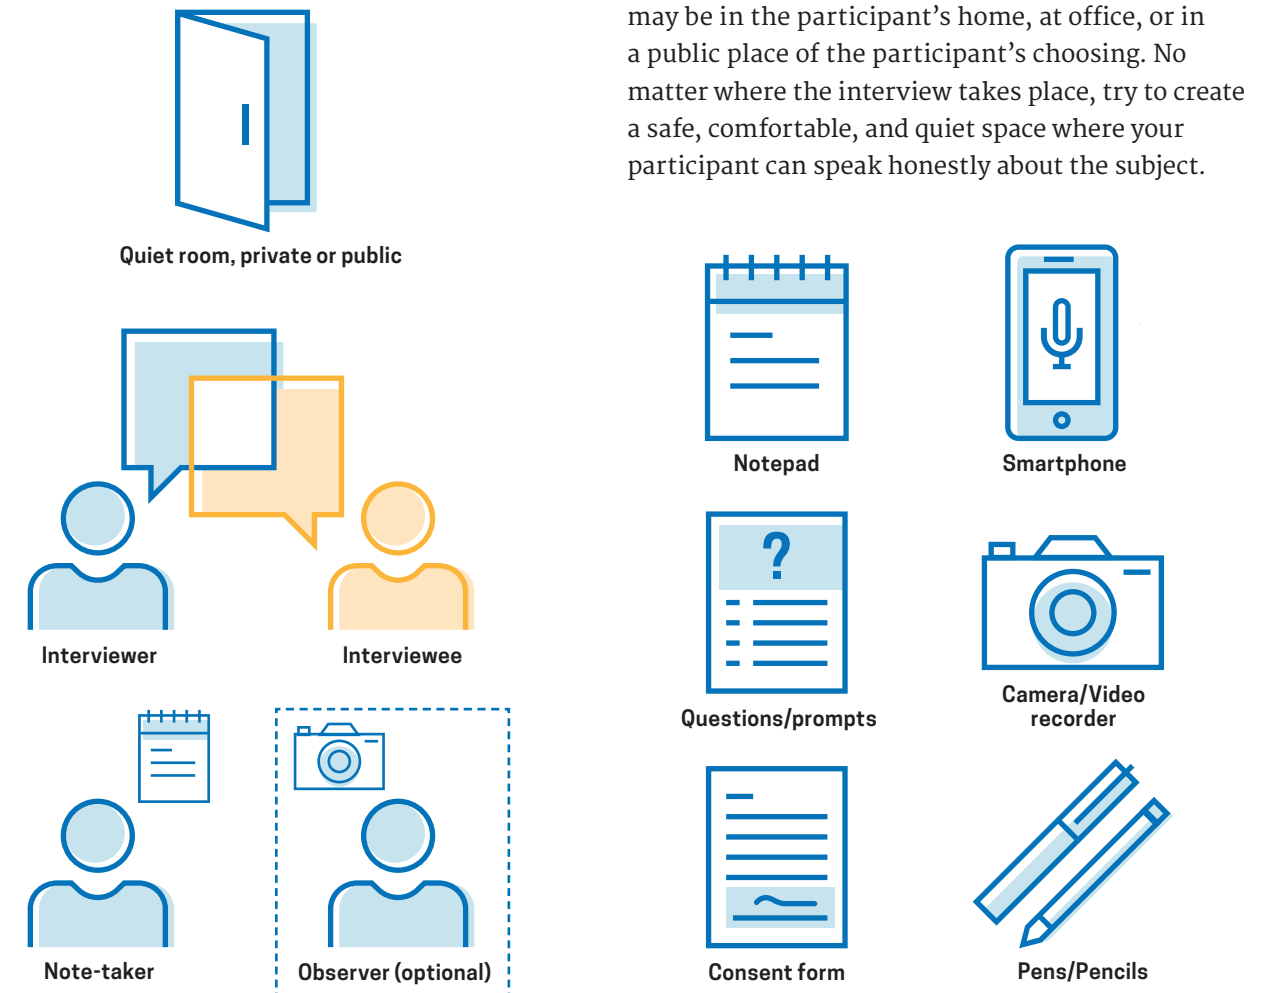 may be in the participant’s home, at office, or in
a public place of the participant’s choosing. No
matter where the interview takes place, try to create
a safe, comfortable, and quiet space where your
participant can speak honestly about the subject.
Quiet room, private or public
Interviewer
Interviewee
Note-taker
Observer (optional)
Notepad
Smartphone
?
Questions/prompts
Camera/Video
recorder
Consent form
Pens/Pencils